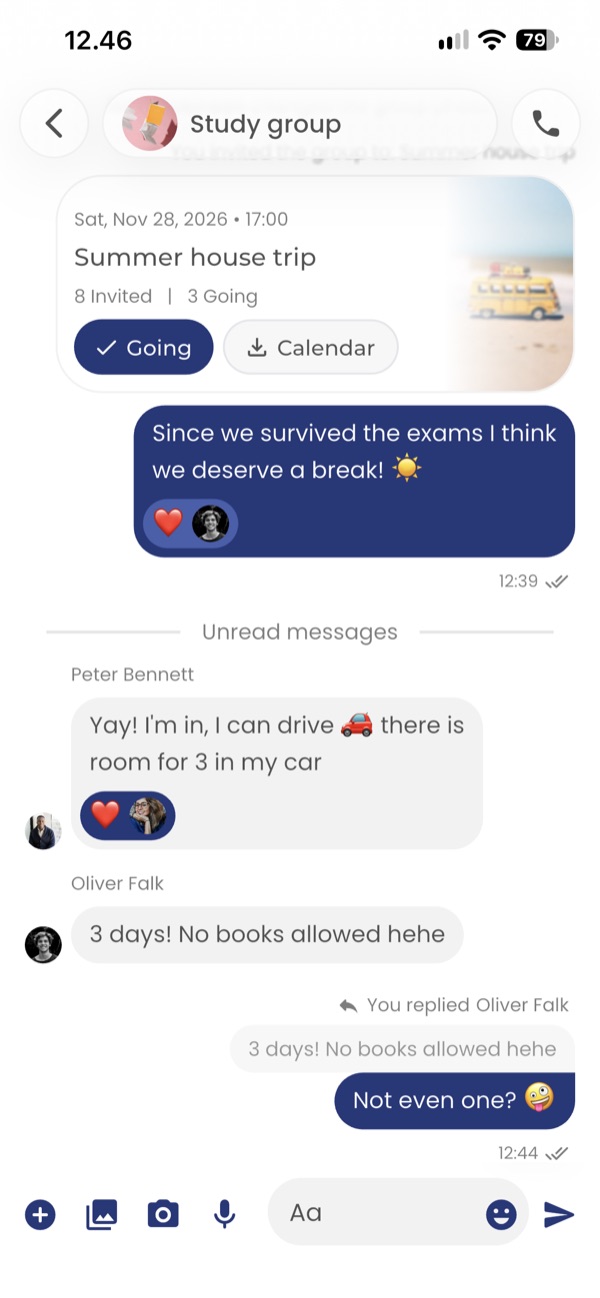 12.46
79
Study group
You invited the group to: Summer house trip
Sat, Nov 28, 2026 • 17:00
Summer house trip
8 Invited | 3 Going
Going
Calendar
Since we survived the exams I think
we deserve a break! ☀️
❤️
12:39
Unread messages
Peter Bennett
Yay! I'm in, I can drive 🚗 there is
room for 3 in my car
❤️
Oliver Falk
3 days! No books allowed hehe
You replied Oliver Falk
3 days! No books allowed hehe
Not even one? 🤪
12:44
Aa